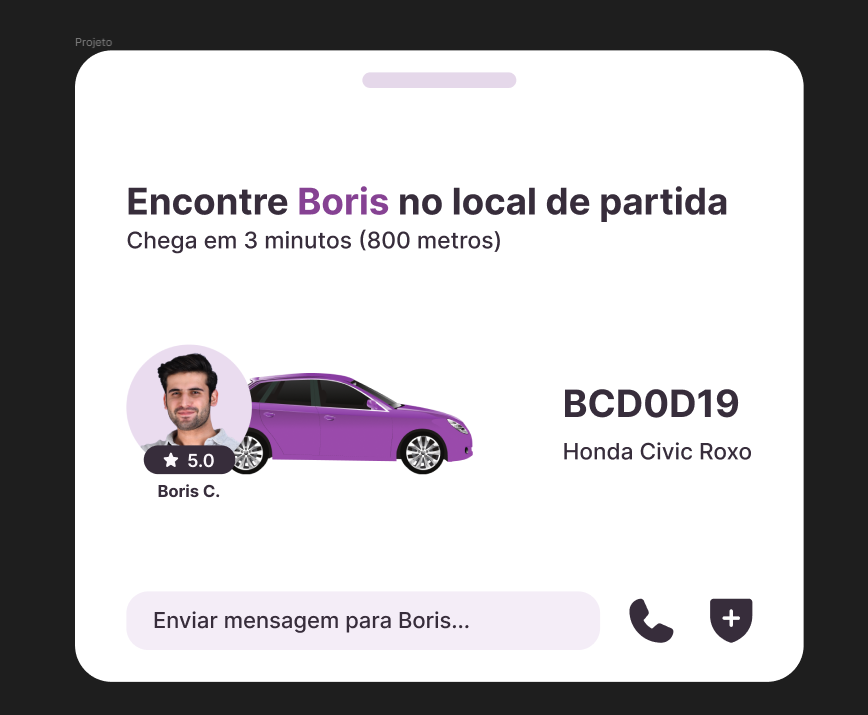 Projeto
Encontre Boris no local de partida
Chega em 3 minutos (800 metros)
BCD0D19
Honda Civic Roxo
5.0
Boris C.
Enviar mensagem para Boris...